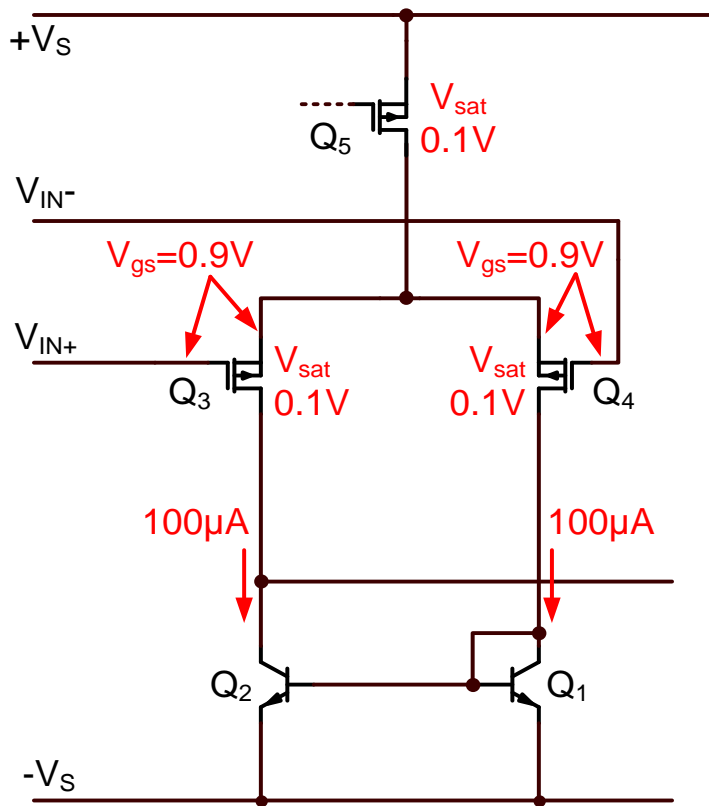 +VS
Vsat
0.1V
Q5
VIN-
Vgs=0.9V
Vgs=0.9V
VIN+
Vsat
0.1V
Vsat
0.1V
Q3
Q4
100µA
100µA
Q2
Q1
-VS